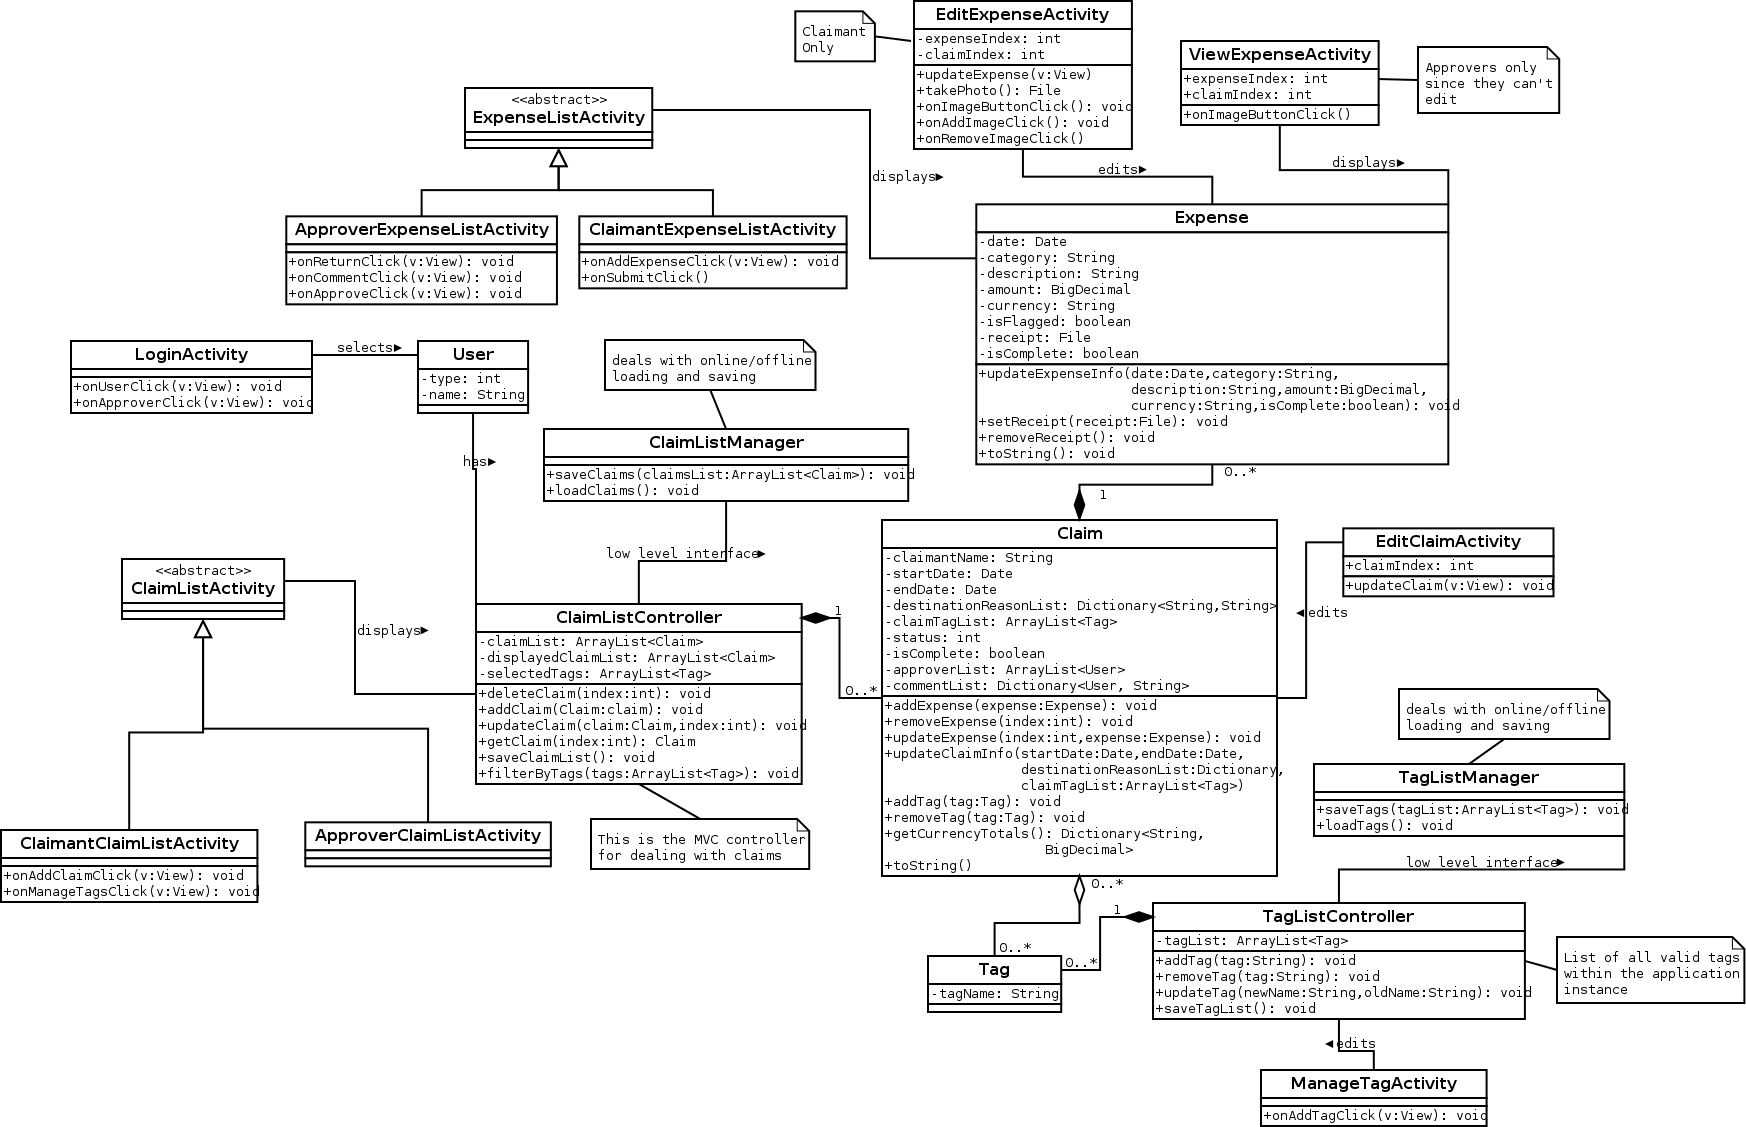 Claimant
Only
EditExpenseActivity
-expenseIndex: int
-claimIndex: int
+updateExpense(v:View)
+takePhoto(): File
+onImageButtonClick(): void
+onAddImageClick(): void
+onRemoveImageClick()
ViewExpenseActivity
+expenseIndex: int
+claimIndex: int
+onImageButtonClick()
Approvers only
since they can't
edit
<<abstract>>
ExpenseListActivity
displays►
edits►
displays►
ApproverExpenseListActivity
+onReturnClick(v:View): void
+onCommentClick(v:View): void
+onApproveClick(v:View): void
ClaimantExpenseListActivity
+onAddExpenseClick(v:View): void
+onSubmitClick()
Expense
-date: Date
-category: String
-description: String
-amount: BigDecimal
-currency: String
-isFlagged: boolean
-receipt: File
-isComplete: boolean
+updateExpenseInfo(date:Date,category:String,
description:String,amount:BigDecimal,
currency:String,isComplete:boolean): void
+setReceipt(receipt:File): void
+removeReceipt(): void
+toString(): void
LoginActivity
+onUserClick(v:View): void
+onApproverClick(v:View): void
selects►
User
-type: int
-name: String
deals with online/offline
loading and saving
ClaimListManager
+saveClaims(claimsList:ArrayList<Claim>): void
+loadClaims(): void
has►
0..*
1
low level interface►
<<abstract>>
ClaimListActivity
displays►
ClaimListController
-claimList: ArrayList<Claim>
-displayedClaimList: ArrayList<Claim>
-selectedTags: ArrayList<Tag>
+deleteClaim(index:int): void
+addClaim(Claim:claim): void
+updateClaim(claim:Claim,index:int): void
+getClaim(index:int): Claim
+saveClaimList(): void
+filterByTags(tags:ArrayList<Tag>): void
1
0..*
Claim
-claimantName: String
-startDate: Date
-endDate: Date
-destinationReasonList: Dictionary<String,String>
-claimTagList: ArrayList<Tag>
-status: int
-isComplete: boolean
-approverList: ArrayList<User>
-commentList: Dictionary<User, String>
+addExpense(expense:Expense): void
+removeExpense(index:int): void
+updateExpense(index:int,expense:Expense): void
+updateClaimInfo(startDate:Date,endDate:Date,
destinationReasonList:Dictionary,
claimTagList:ArrayList<Tag>)
+addTag(tag:Tag): void
+removeTag(tag:Tag): void
+getCurrencyTotals(): Dictionary<String,
BigDecimal>
+toString()
EditClaimActivity
+claimIndex: int
+updateClaim(v:View): void
◄edits
deals with online/offline
loading and saving
TagListManager
+saveTags(tagList:ArrayList<Tag>): void
+loadTags(): void
low level interface►
ClaimantClaimListActivity
+onAddClaimClick(v:View): void
+onManageTagsClick(v:View): void
ApproverClaimListActivity
This is the MVC controller
for dealing with claims
0..*
0..*
1
0..*
Tag
-tagName: String
TagListController
-tagList: ArrayList<Tag>
+addTag(tag:String): void
+removeTag(tag:String): void
+updateTag(newName:String,oldName:String): void
+saveTagList(): void
List of all valid tags
within the application
instance
◄edits
ManageTagActivity
+onAddTagClick(v:View): void